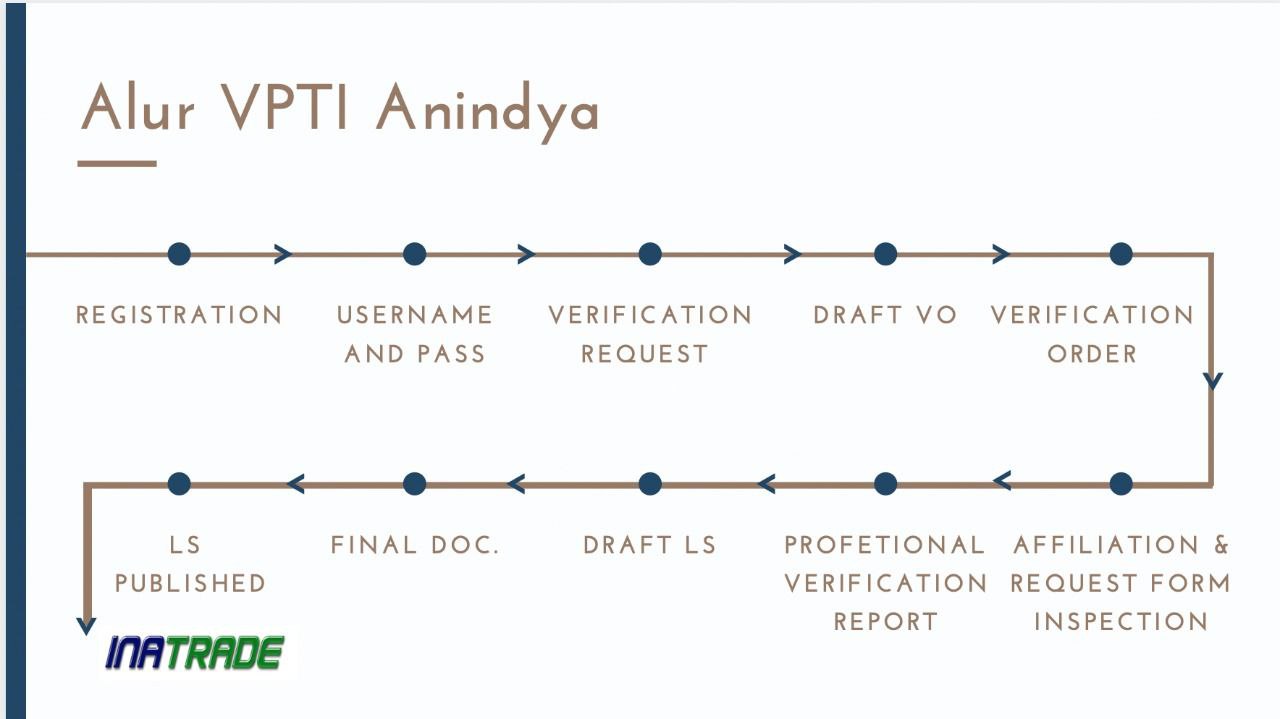 Alur VPTI Anindya
REGISTRATION
USERNAME
AND PASS
VERIFICATION
REQUEST
DRAFT VO
VERIFICATION
ORDER
AFFILIATION &
REQUEST FORM
INSPECTION
PROFETIONAL
VERIFICATION
REPORT
DRAFT LS
FINAL DOC.
LS
PUBLISHED
INATRADE